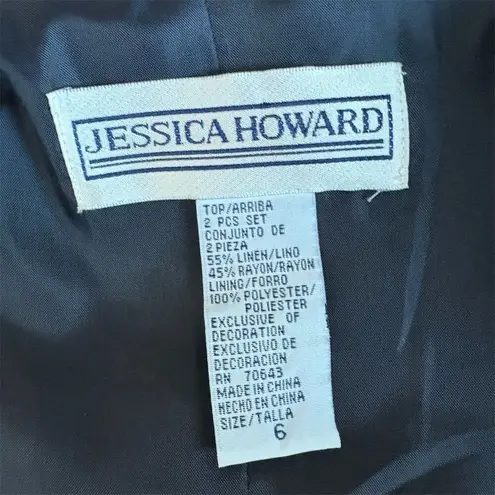 JESSICA HOWARD
TOP/ARRIBA
2 PCS SET
CONJUNTO DE
2 PIEZA
55% LINEN/LINO
45% RAYON/RAYON
LINING/FORRO
100% POLYESTER/
POLIESTER
EXCLUSIVE OF
DECORATION
EXCLUSIVO DE
DECORACION
RN 70643
MADE IN CHINA
HECHO EN CHINA
SIZE/TALLA
6